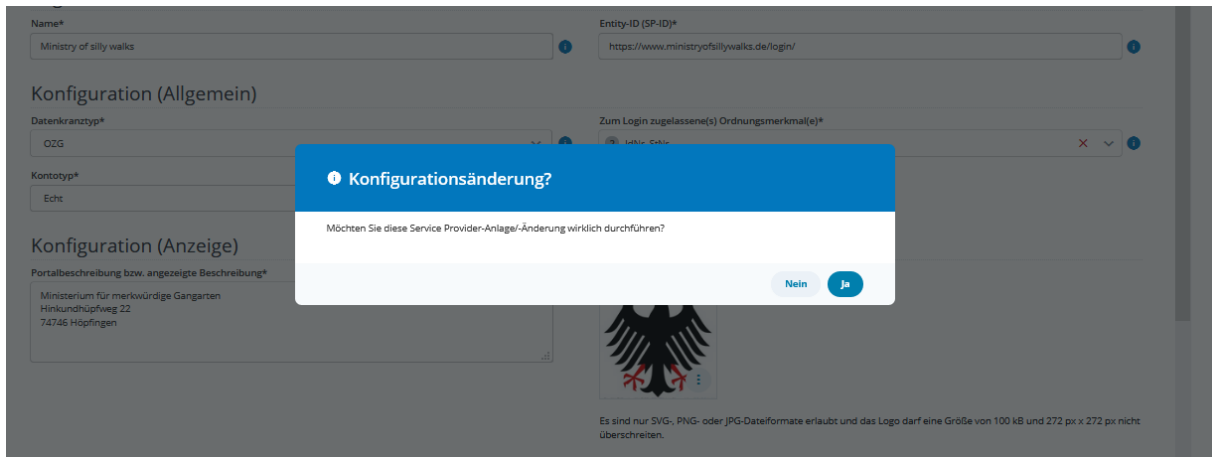 Name*
Entity-ID (SP-ID)*
Ministry of silly walks
https://www.ministryofsillywalks.de/login/
Konfiguration (Allgemein)
Datenkranztyp*
Zum Login zugelassene(s) Ordnungsmerkmal(e)*
OZG
2 IdNr, StNr
Kontotyp*
Echt
Konfigurationsänderung?
Möchten Sie diese Service Provider-Anlage/-Änderung wirklich durchführen?
Nein
Ja
Konfiguration (Anzeige)
Portalbeschreibung bzw. angezeigte Beschreibung*
Ministerium für merkwürdige Gangarten
Hinkundhüpfweg 22
74746 Höpfingen
Es sind nur SVG-, PNG- oder JPG-Dateiformate erlaubt und das Logo darf eine Größe von 100 kB und 272 px x 272 px nicht
überschreiten.